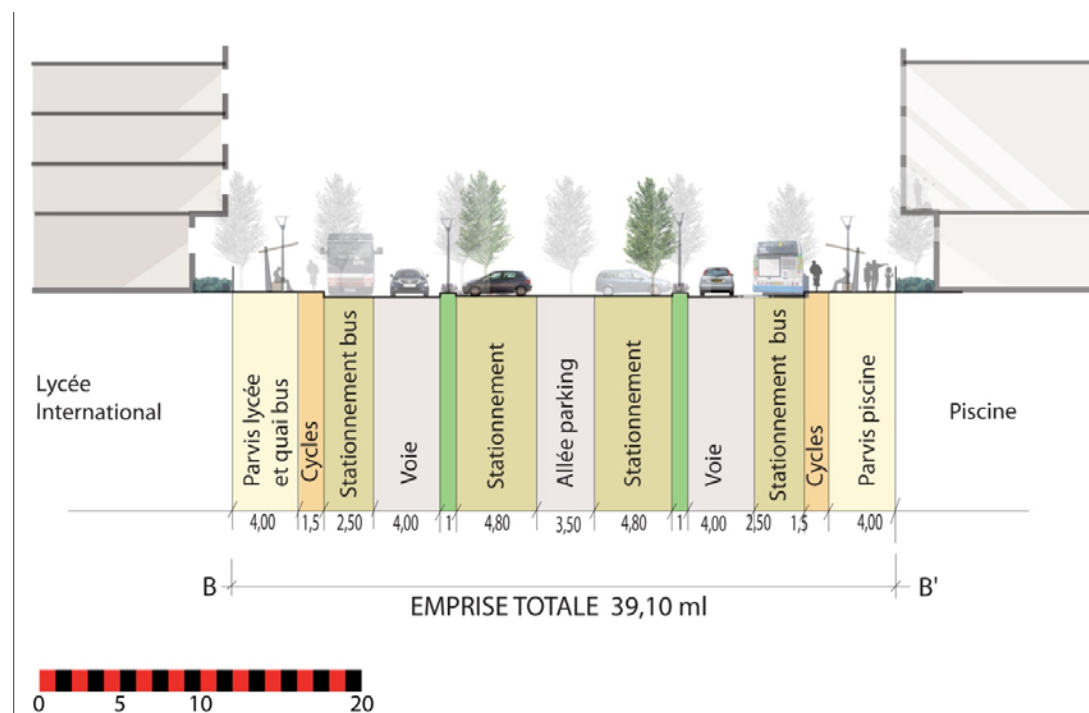 Lycée
International
Parvis lycée
et quai bus
Cycles
Stationnement bus
Voie
Stationnement
Allée parking
Stationnement
Voie
Stationnement bus
Cycles
Parvis piscine
Piscine
4,00 1,5 2,50 4,00 1 4,80 3,50 4,80 1 4,00 2,50 1,5 4,00
B B'
EMPRISE TOTALE 39,10 ml
0 5 10 20